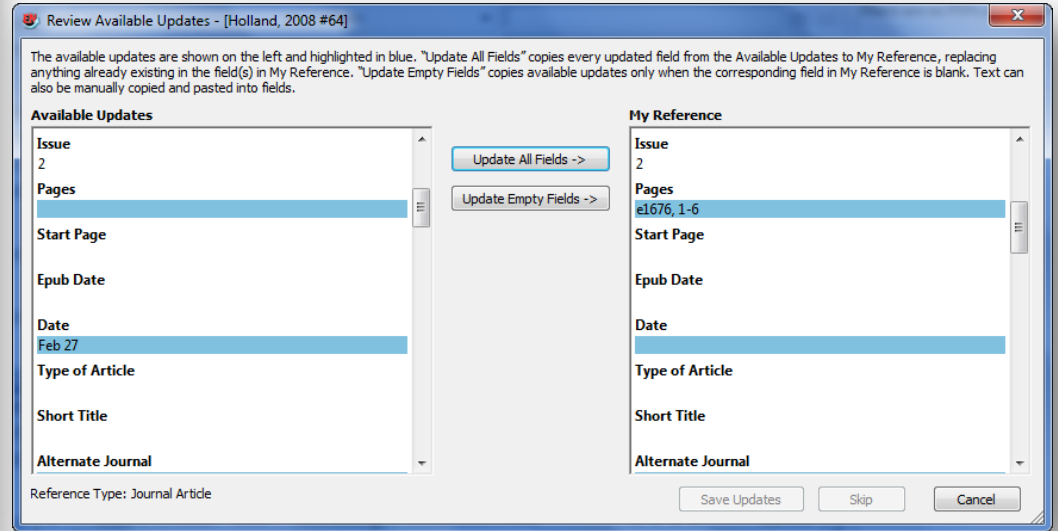 Review Available Updates - [Holland, 2008 #64]
The available updates are shown on the left and highlighted in blue. “Update All Fields” copies every updated field from the Available Updates to My Reference, replacing
anything already existing in the field(s) in My Reference. “Update Empty Fields” copies available updates only when the corresponding field in My Reference is blank. Text can
also be manually copied and pasted into fields.
Available Updates
Issue
2
Pages
Start Page
Epub Date
Date
Feb 27
Type of Article
Short Title
Alternate Journal
Update All Fields ->
Update Empty Fields ->
My Reference
Issue
2
Pages
e1676, 1-6
Start Page
Epub Date
Date
Type of Article
Short Title
Alternate Journal
Reference Type: Journal Article
Save Updates
Skip
Cancel